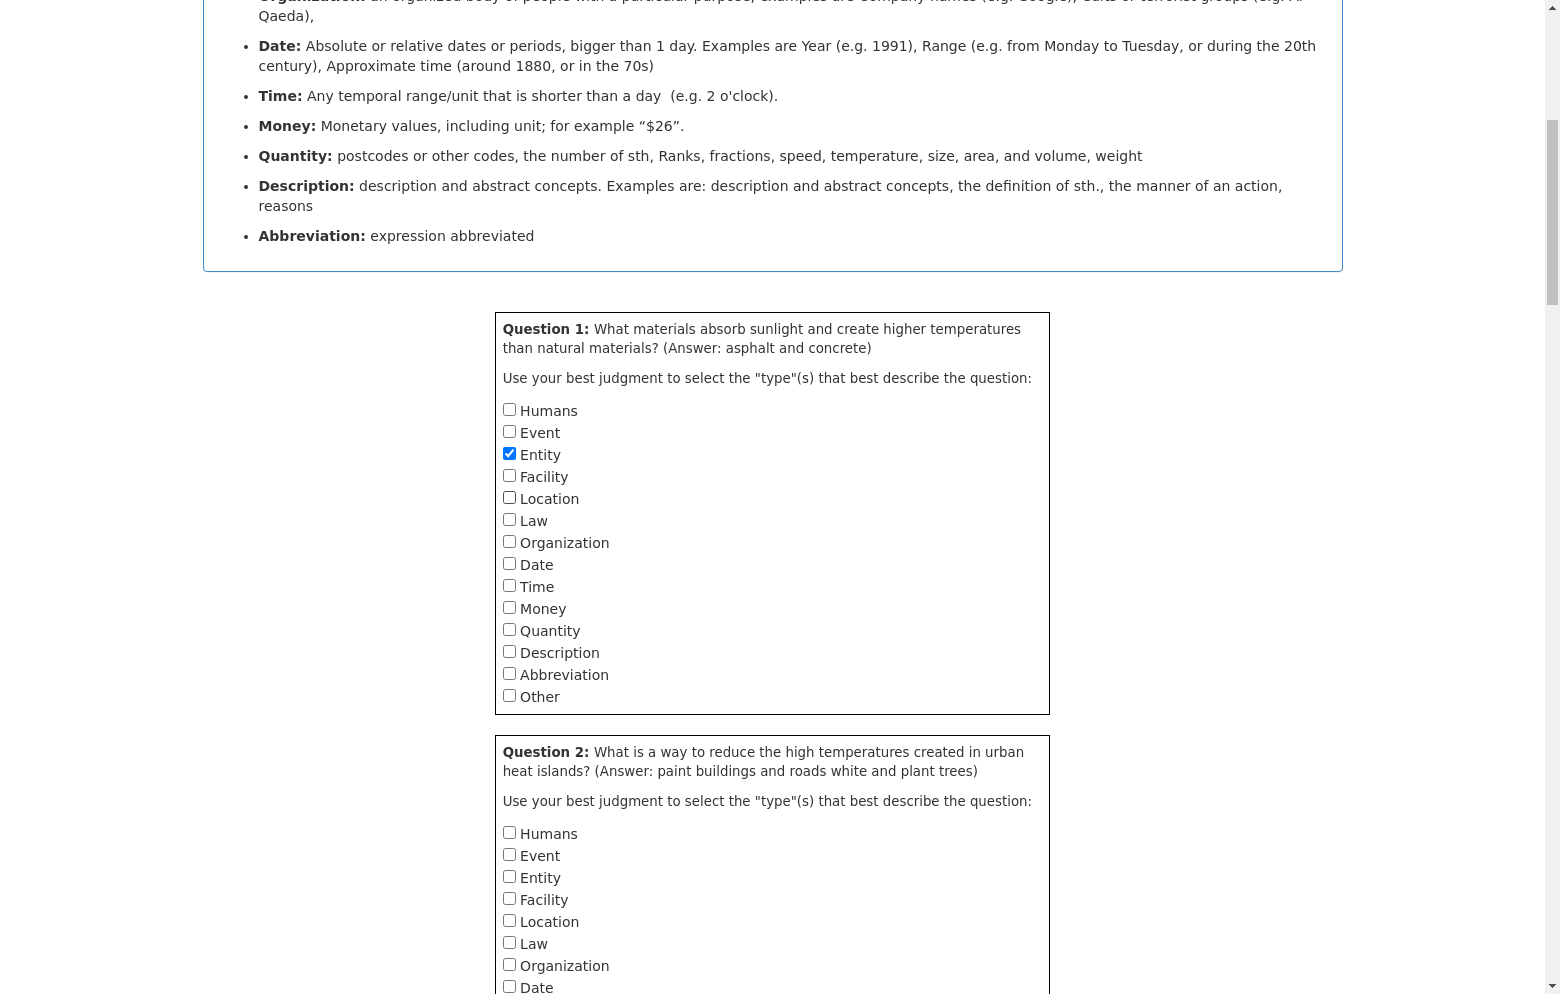 Qaeda),
Date: Absolute or relative dates or periods, bigger than 1 day. Examples are Year (e.g. 1991), Range (e.g. from Monday to Tuesday, or during the 20th
century), Approximate time (around 1880, or in the 70s)
Time: Any temporal range/unit that is shorter than a day  (e.g. 2 o'clock).
Money: Monetary values, including unit; for example “$26”.
Quantity: postcodes or other codes, the number of sth, Ranks, fractions, speed, temperature, size, area, and volume, weight
Description: description and abstract concepts. Examples are: description and abstract concepts, the definition of sth., the manner of an action,
reasons
Abbreviation: expression abbreviated
Question 1: What materials absorb sunlight and create higher temperatures
than natural materials? (Answer: asphalt and concrete)
Use your best judgment to select the "type"(s) that best describe the question:
Humans
Event
Entity
Facility
Location
Law
Organization
Date
Time
Money
Quantity
Description
Abbreviation
Other
Question 2: What is a way to reduce the high temperatures created in urban
heat islands? (Answer: paint buildings and roads white and plant trees)
Use your best judgment to select the "type"(s) that best describe the question:
Humans
Event
Entity
Facility
Location
Law
Organization
Date